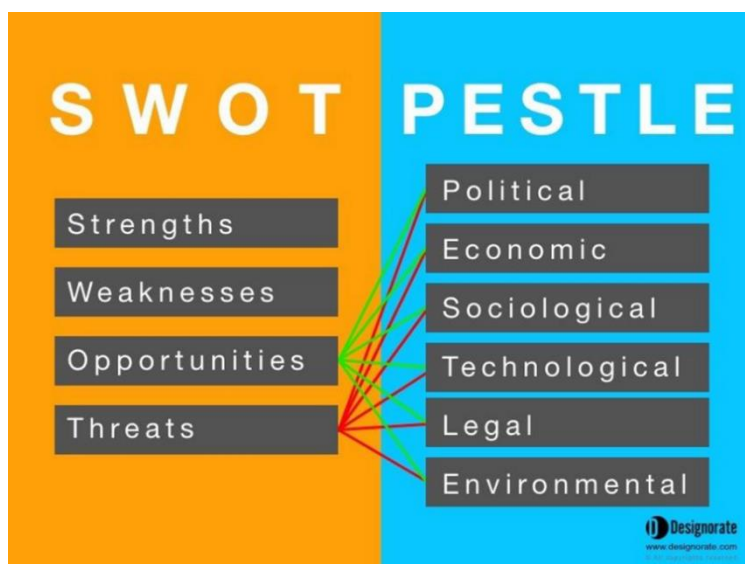 SWOT
Strengths
Weaknesses
Opportunities
Threats
PESTLE
Political
Economic
Sociological
Technological
Legal
Environmental
D Designorate
www.designorate.com